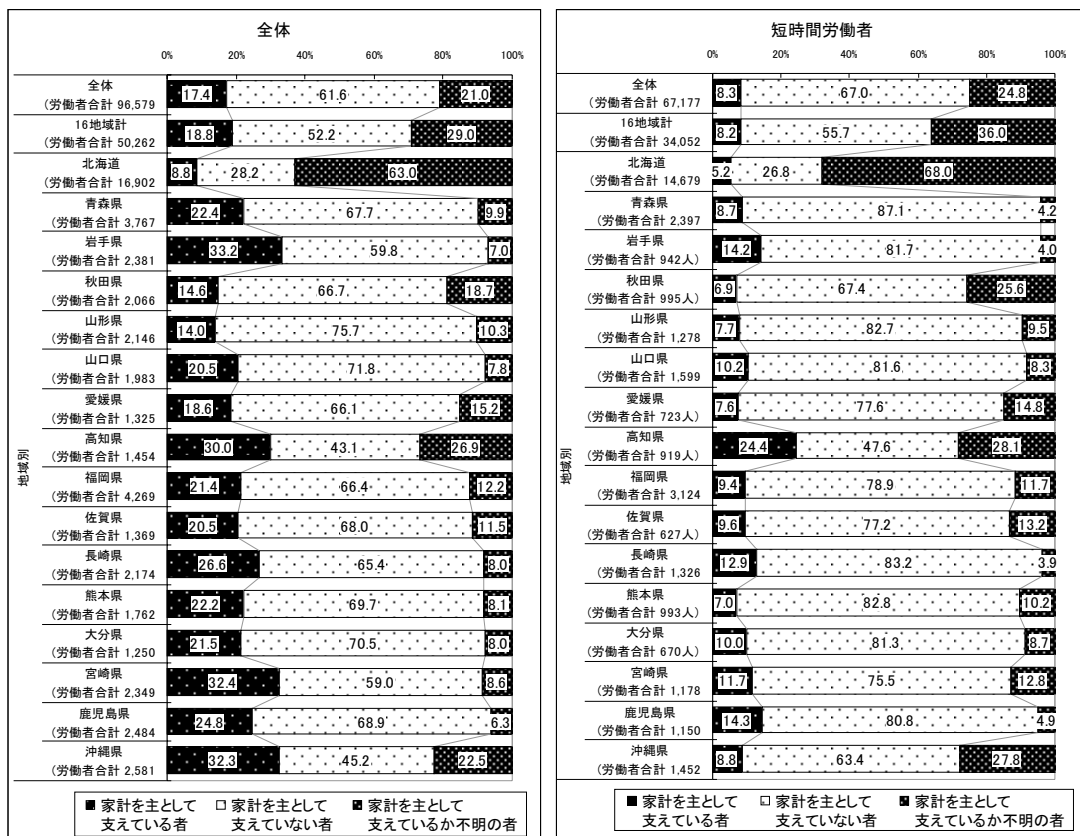 全体
0% 20% 40% 60% 80% 100%
地域別
全体
(労働者合計 96,579
17.4 61.6 21.0
16地域計
(労働者合計 50,262
18.8 52.2 29.0
北海道
(労働者合計 16,902
8.8 28.2 63.0
青森県
(労働者合計 3,767
22.4 67.7 9.9
岩手県
(労働者合計 2,381
33.2 59.8 7.0
秋田県
(労働者合計 2,066
14.6 66.7 18.7
山形県
(労働者合計 2,146
14.0 75.7 10.3
山口県
(労働者合計 1,983
20.5 71.8 7.8
愛媛県
(労働者合計 1,325
18.6 66.1 15.2
高知県
(労働者合計 1,454
30.0 43.1 26.9
福岡県
(労働者合計 4,269
21.4 66.4 12.2
佐賀県
(労働者合計 1,369
20.5 68.0 11.5
長崎県
(労働者合計 2,174
26.6 65.4 8.0
熊本県
(労働者合計 1,762
22.2 69.7 8.1
大分県
(労働者合計 1,250
21.5 70.5 8.0
宮崎県
(労働者合計 2,349
32.4 59.0 8.6
鹿児島県
(労働者合計 2,484
24.8 68.9 6.3
沖縄県
(労働者合計 2,581
32.3 45.2 22.5
家計を主として 家計を主として 家計を主として
支えている者 支えていない者 支えているか不明の者
短時間労働者
0% 20% 40% 60% 80% 100%
地域別
全体
(労働者合計 67,177
8.3 67.0 24.8
16地域計
(労働者合計 34,052
8.2 55.7 36.0
北海道
(労働者合計 14,679
5.2 26.8 68.0
青森県
(労働者合計 2,397
8.7 87.1 4.2
岩手県
(労働者合計 942人)
14.2 81.7 4.0
秋田県
(労働者合計 995人)
6.9 67.4 25.6
山形県
(労働者合計 1,278
7.7 82.7 9.5
山口県
(労働者合計 1,599
10.2 81.6 8.3
愛媛県
(労働者合計 723人)
7.6 77.6 14.8
高知県
(労働者合計 919人)
24.4 47.6 28.1
福岡県
(労働者合計 3,124
9.4 78.9 11.7
佐賀県
(労働者合計 627人)
9.6 77.2 13.2
長崎県
(労働者合計 1,326
12.9 83.2 3.9
熊本県
(労働者合計 993人)
7.0 82.8 10.2
大分県
(労働者合計 670人)
10.0 81.3 8.7
宮崎県
(労働者合計 1,178
11.7 75.5 12.8
鹿児島県
(労働者合計 1,150
14.3 80.8 4.9
沖縄県
(労働者合計 1,452
8.8 63.4 27.8
家計を主として 家計を主として 家計を主として
支えている者 支えていない者 支えているか不明の者